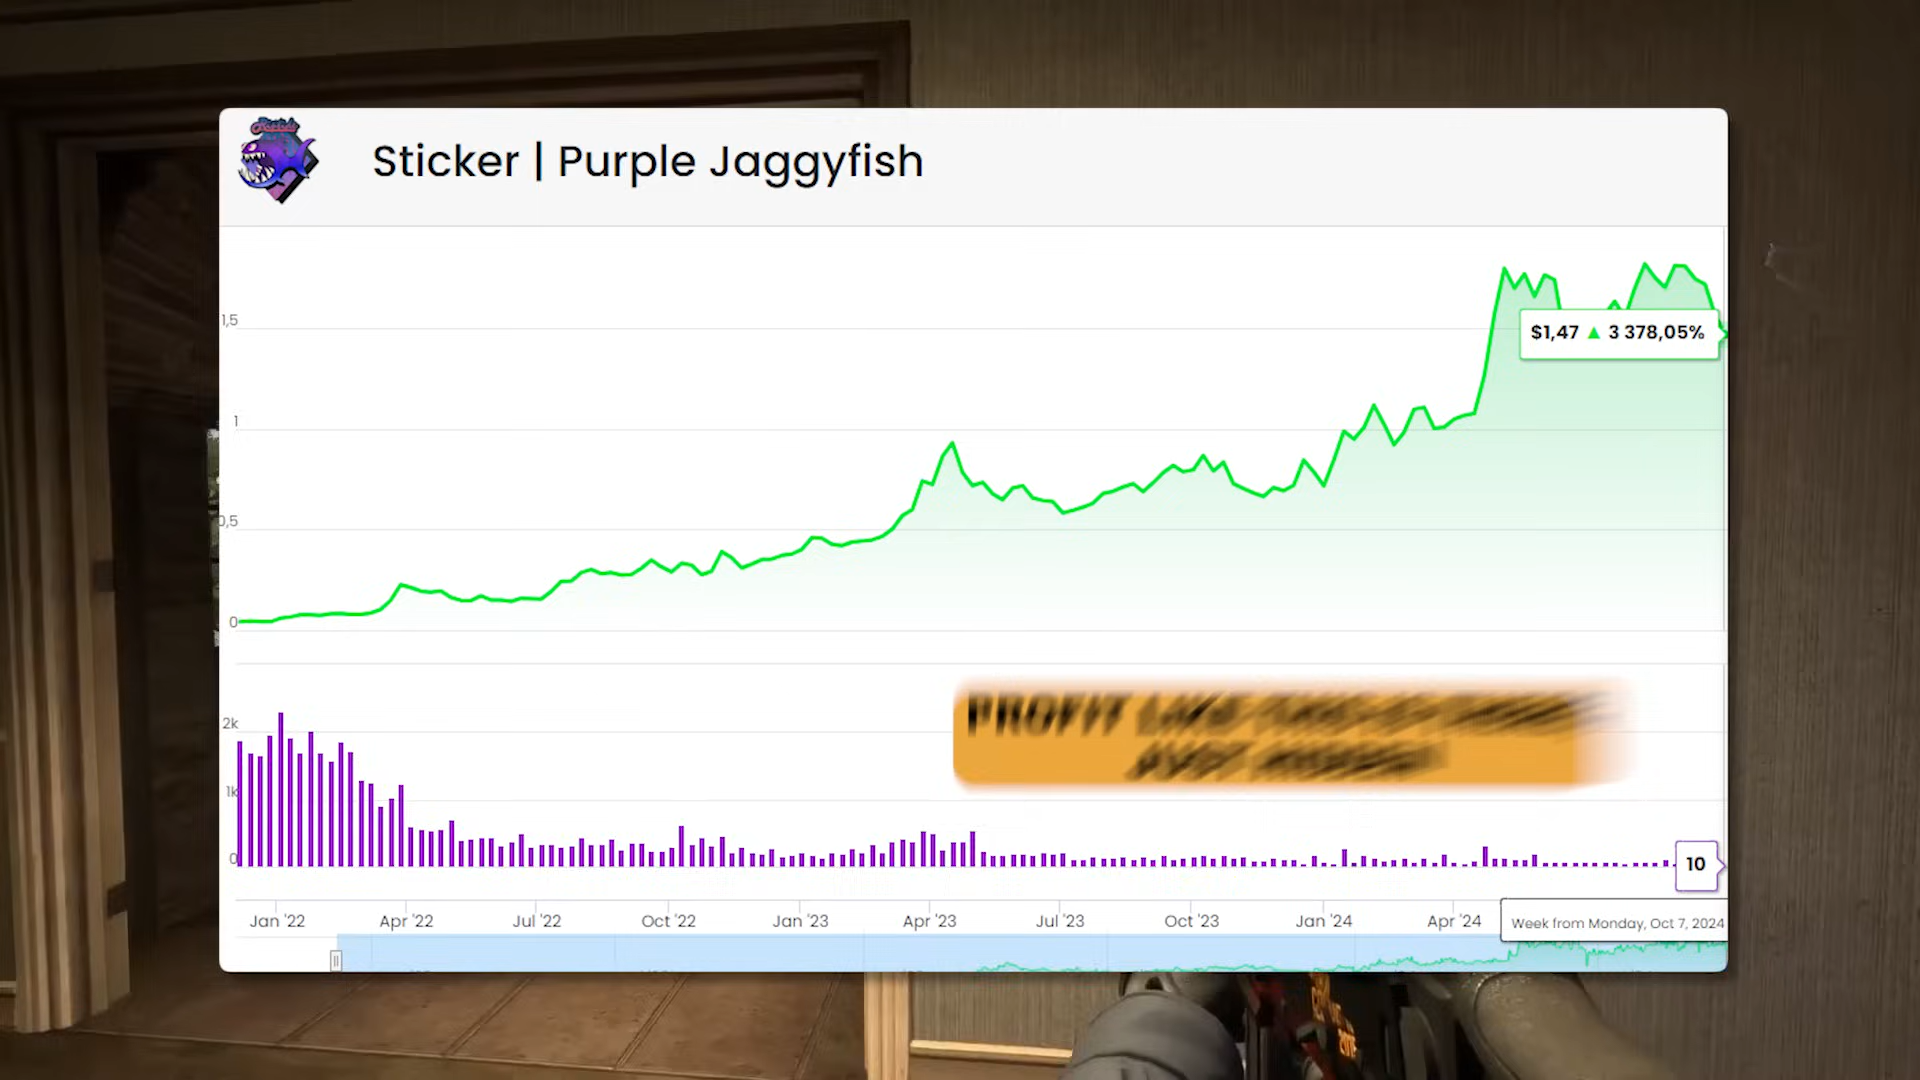 Sticker | Purple Jaggyfish
1,5
$1,47 ▲ 3 378,05%
1
0,5
0
PROFIT
2k
1k
0
10
Jan '22 Apr '22 Jul '22 Oct '22 Jan '23 Apr '23 Jul '23 Oct '23 Jan '24 Apr '24
Week from Monday, Oct 7, 2024